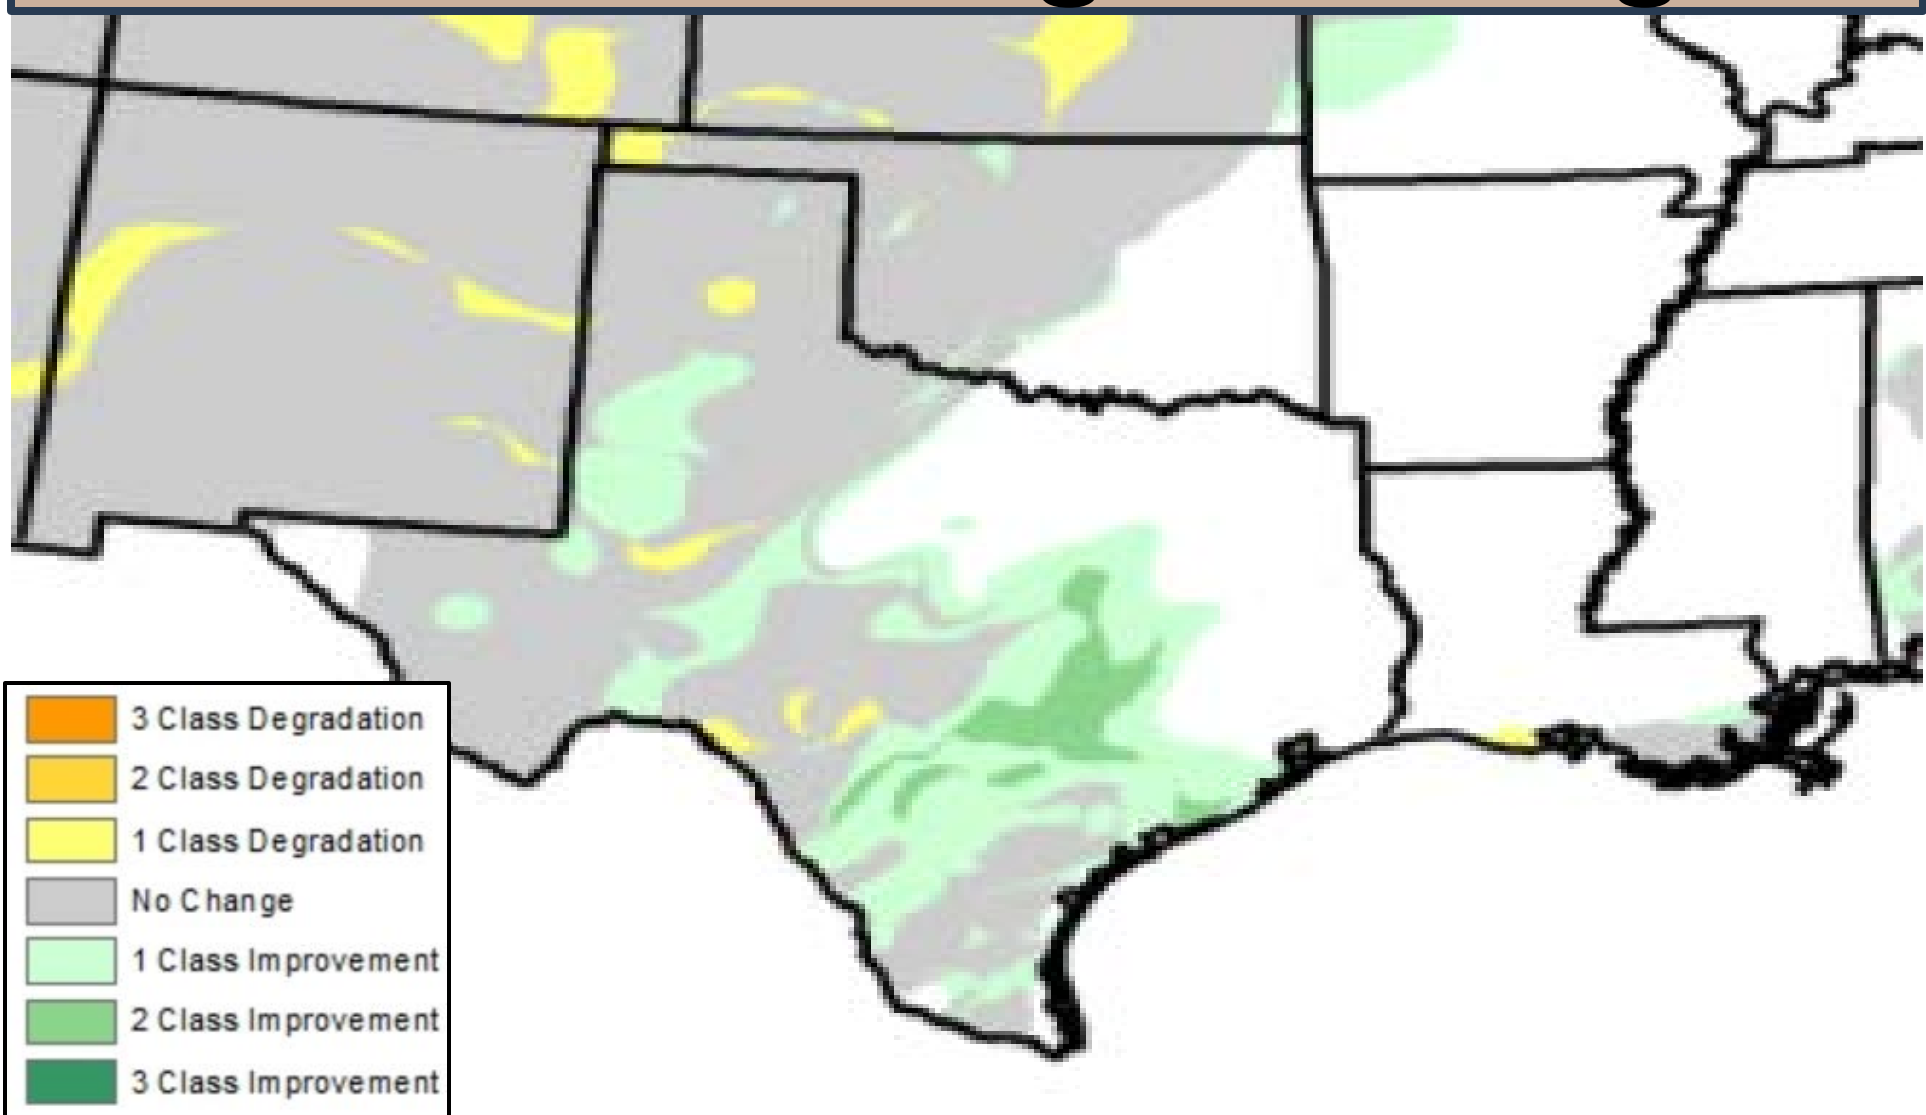 3 Class Degradation
2 Class Degradation
1 Class Degradation
No Change
1 Class Improvement
2 Class Improvement
3 Class Improvement